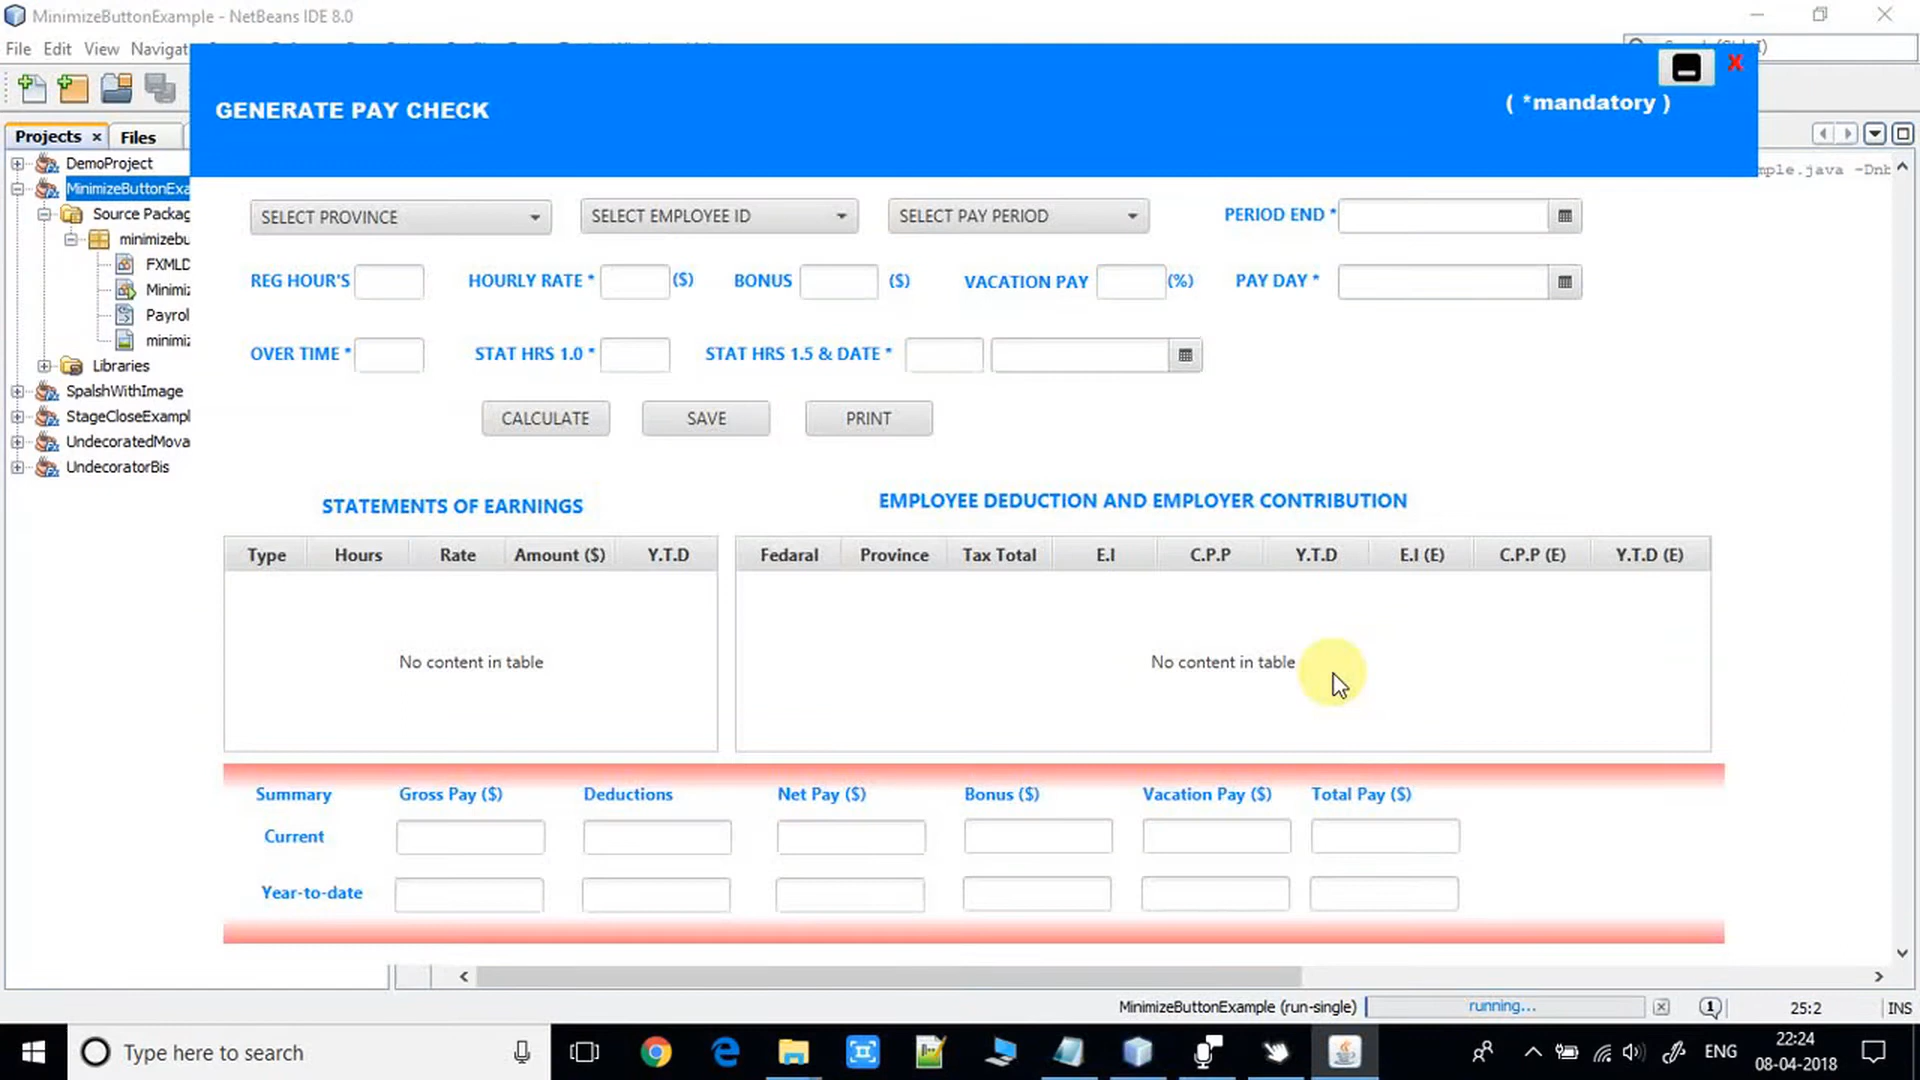 MinimizeButtonExample - NetBeans IDE 8.0
File Edit View Navigat
GENERATE PAY CHECK
( *mandatory )
X
Projects × Files
DemoProject
MinimizeButtonExa
Source Packag
minimizebu
FXMLD
Minimiz
Payrol
minimiz
Libraries
SpalshWithImage
StageCloseExampl
UndecoratedMova
UndecoratorBis
mple.java -Dnb
SELECT PROVINCE SELECT EMPLOYEE ID SELECT PAY PERIOD PERIOD END *
REG HOUR'S HOURLY RATE * ($) BONUS ($) VACATION PAY (%) PAY DAY *
OVER TIME * STAT HRS 1.0 * STAT HRS 1.5 & DATE *
CALCULATE SAVE PRINT
STATEMENTS OF EARNINGS
EMPLOYEE DEDUCTION AND EMPLOYER CONTRIBUTION
Type Hours Rate Amount ($) Y.T.D
Fedaral Province Tax Total E.I C.P.P Y.T.D E.I (E) C.P.P (E) Y.T.D (E)
No content in table
No content in table
Summary Gross Pay ($) Deductions Net Pay ($) Bonus ($) Vacation Pay ($) Total Pay ($)
Current
Year-to-date
MinimizeButtonExample (run-single) running... 1 25:2 INS
Type here to search
ENG
22:24
08-04-2018